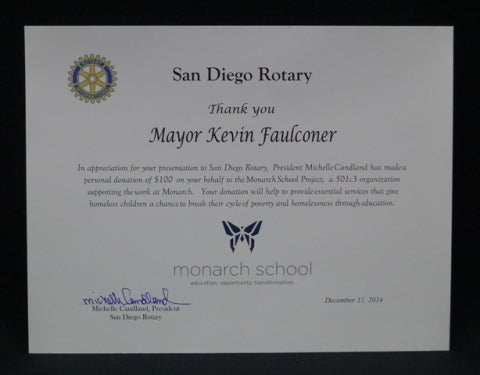 San Diego Rotary
Thank you
Mayor Kevin Faulconer
In appreciation for your presentation to San Diego Rotary, President Michelle Candland has made a
personal donation of $100 on your behalf to the Monarch School Project, a 501c3 organization
supporting the work at Monarch. Your donation will help to provide essential services that give
homeless children a chance to break their cycle of poverty and homelessness through education.
monarch school
education. opportunity. transformation.
Michelle Candland
Michelle Candland, President
San Diego Rotary
December 11, 2014